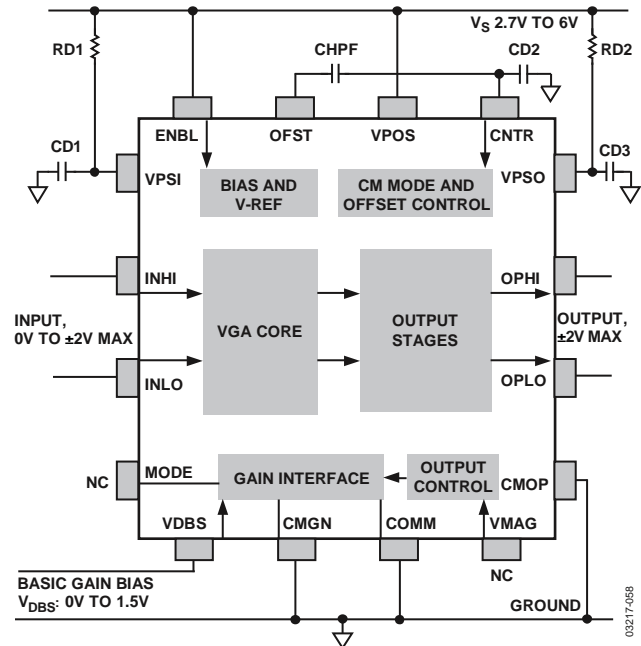 V_S 2.7V TO 6V
RD1
CHPF
CD2
RD2
ENBL
OFST
VPOS
CNTR
CD1
CD3
VPSI
VPSO
BIAS AND
V-REF
CM MODE AND
OFFSET CONTROL
INHI
OPHI
INPUT,
0V TO ±2V MAX
VGA CORE
OUTPUT
STAGES
OUTPUT,
±2V MAX
INLO
OPLO
NC
MODE
GAIN INTERFACE
OUTPUT
CONTROL
CMOP
VDBS
CMGN
COMM
VMAG
NC
BASIC GAIN BIAS
V_DBS: 0V TO 1.5V
GROUND
03217-058